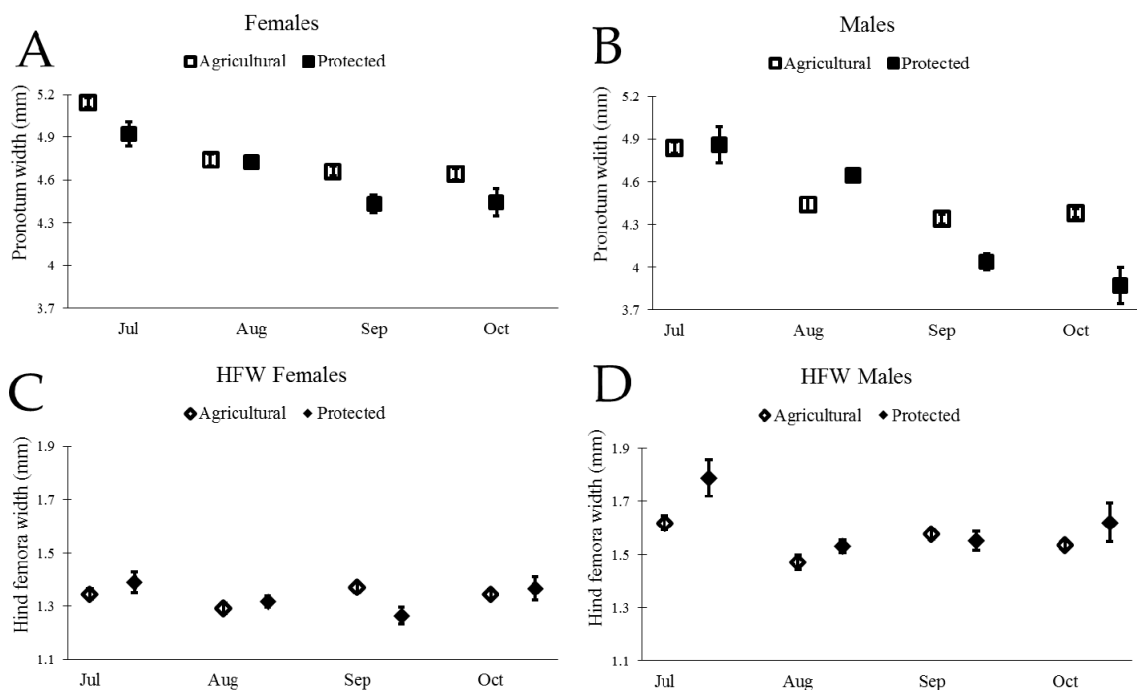 A
Females
Agricultural Protected
Pronotum width (mm)
5.2
4.9
4.6
4.3
4
3.7
Jul Aug Sep Oct
B
Males
Agricultural Protected
Pronotum wdith (mm)
5.2
4.9
4.6
4.3
4
3.7
Jul Aug Sep Oct
C
HFW Females
Agricultural Protected
Hind femora width (mm)
1.9
1.7
1.5
1.3
1.1
Jul Aug Sep Oct
D
HFW Males
Agricultural Protected
Hind femora width (mm)
1.9
1.7
1.5
1.3
1.1
Jul Aug Sep Oct